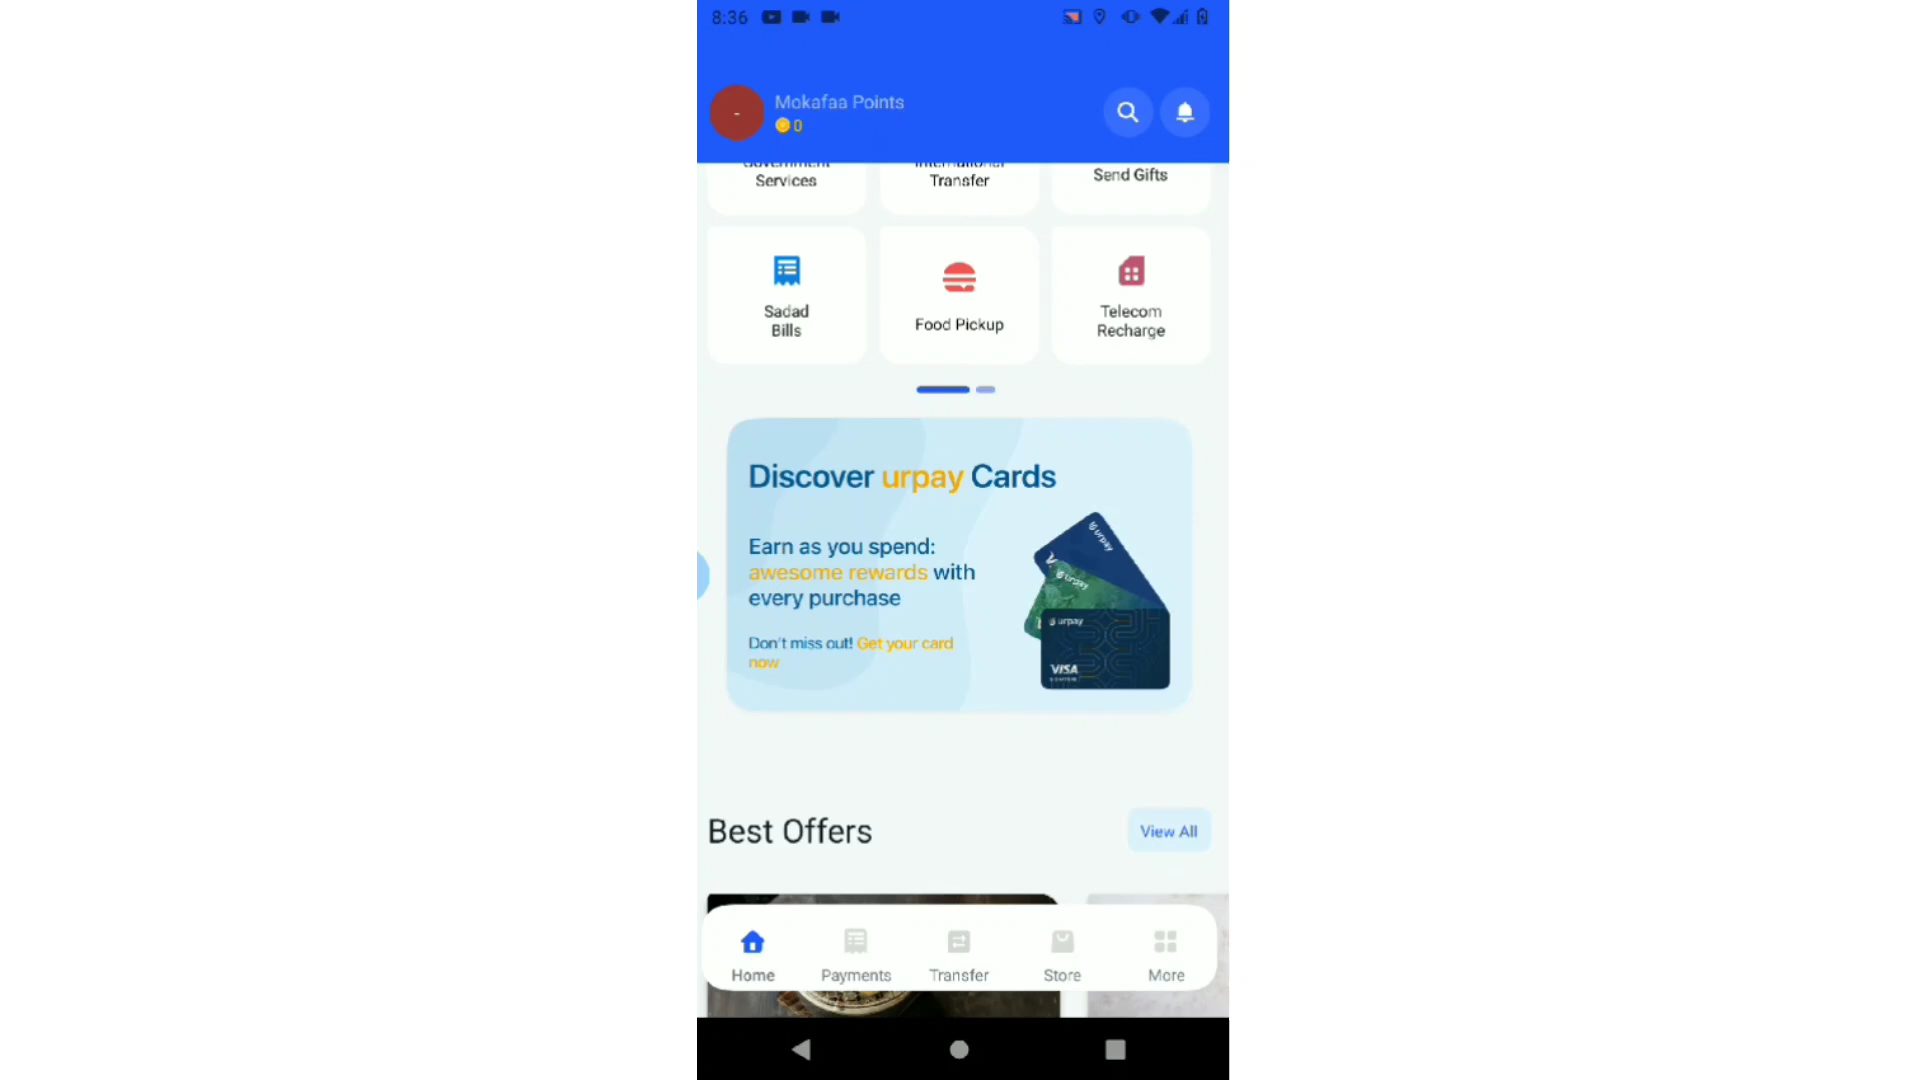 8:36
Mokafaa Points
0
Government International
Services Transfer Send Gifts
Sadad Food Pickup Telecom
Bills Recharge
Discover urpay Cards
Earn as you spend:
awesome rewards with
every purchase
Don't miss out! Get your card
now
urpay
urpay
urpay
VISA
Best Offers View All
Home Payments Transfer Store More